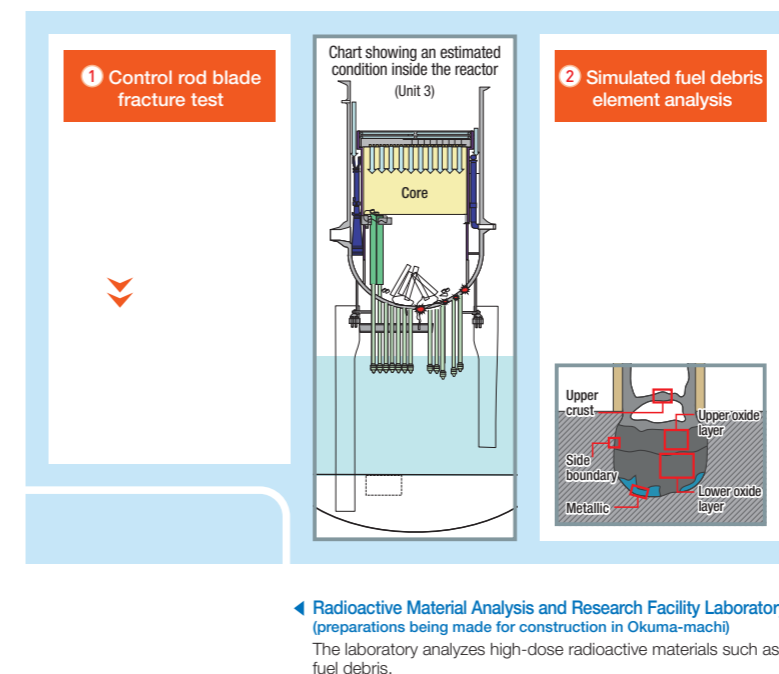 1 Control rod blade
fracture test
Chart showing an estimated
condition inside the reactor
(Unit 3)
Core
2 Simulated fuel debris
element analysis
Upper
crust
Upper oxide
layer
Side
boundary
Lower oxide
layer
Metallic
Radioactive Material Analysis and Research Facility Laborator
(preparations being made for construction in Okuma-machi)
The laboratory analyzes high-dose radioactive materials such as
fuel debris.